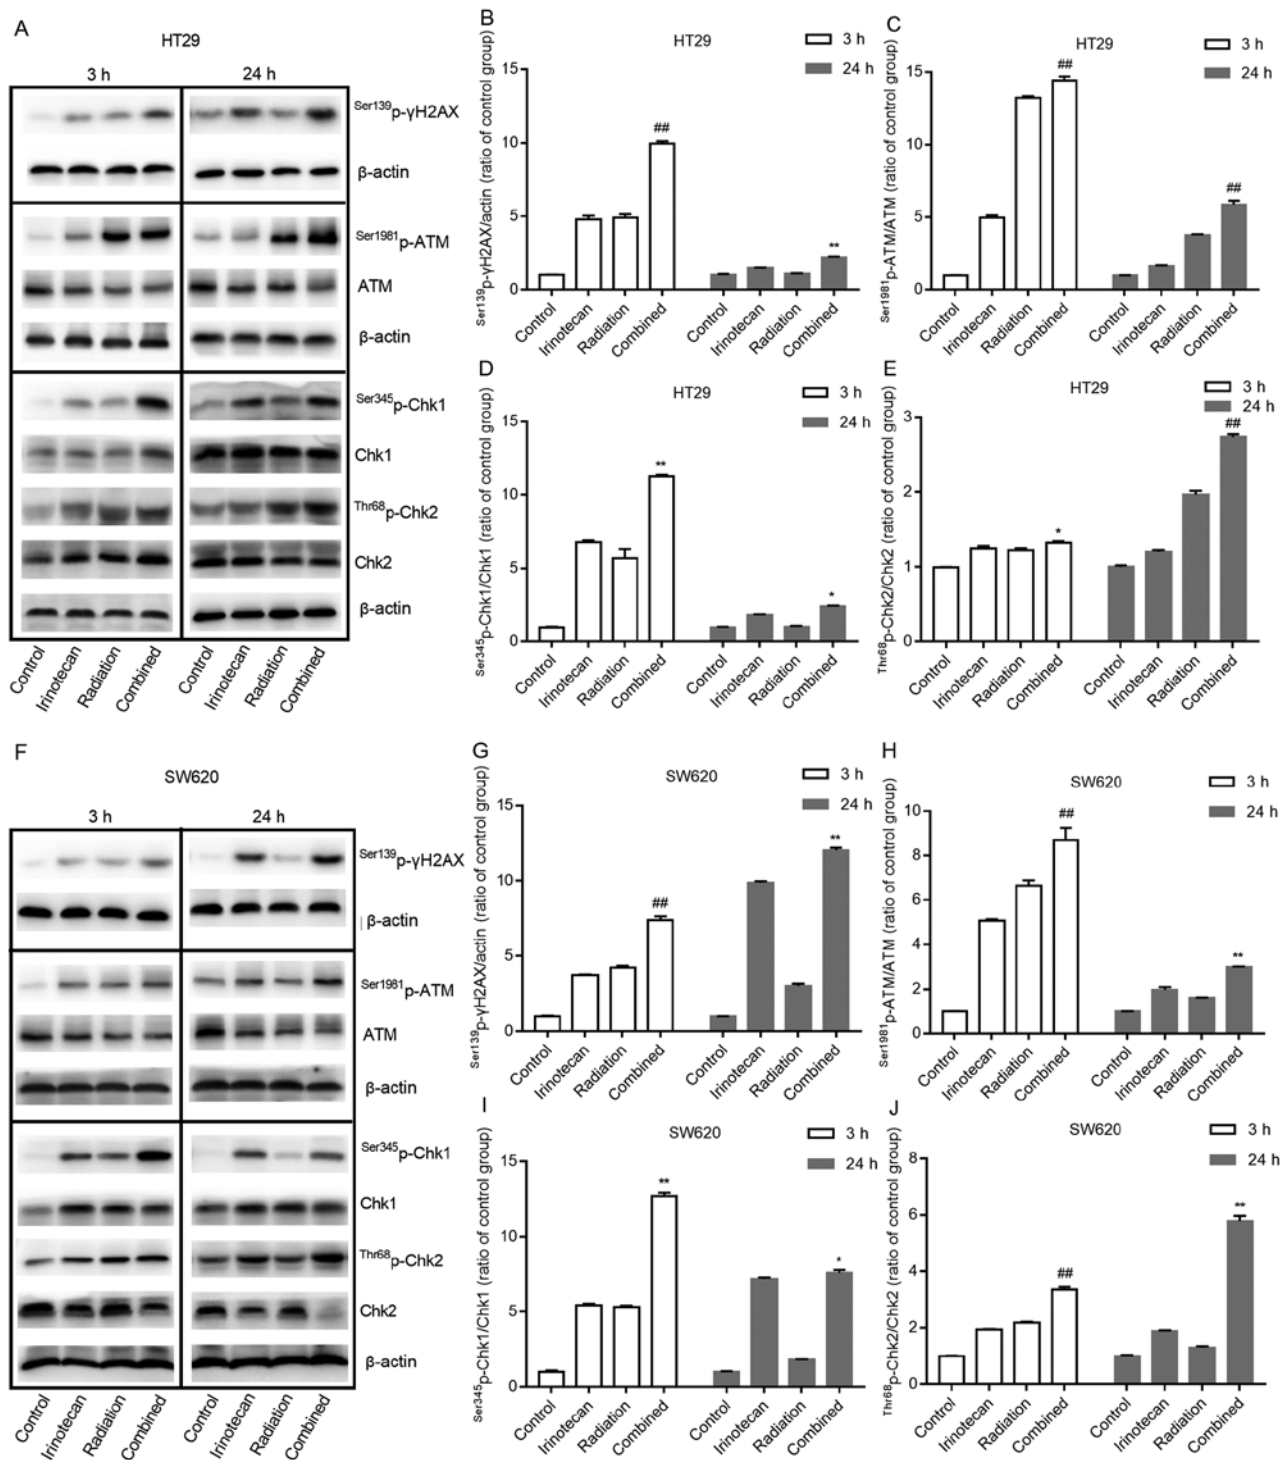 A
HT29
3 h 24 h
Ser139p-γH2AX
β-actin
Ser1981p-ATM
ATM
β-actin
Ser345p-Chk1
Chk1
Thr68p-Chk2
Chk2
β-actin
Control Irinotecan Radiation Combined Control Irinotecan Radiation Combined
B
HT29
3 h
24 h
Ser139p-γH2AX/actin (ratio of control group)
15
10
5
0
##
**
Control Irinotecan Radiation Combined Control Irinotecan Radiation Combined
C
HT29
3 h
24 h
Ser1981p-ATM/ATM (ratio of control group)
15
10
5
0
##
##
Control Irinotecan Radiation Combined Control Irinotecan Radiation Combined
D
HT29
3 h
24 h
Ser345p-Chk1/Chk1 (ratio of control group)
15
10
5
0
**
*
Control Irinotecan Radiation Combined Control Irinotecan Radiation Combined
E
HT29
3 h
24 h
Thr68p-Chk2/Chk2 (ratio of control group)
3
2
1
0
*
##
Control Irinotecan Radiation Combined Control Irinotecan Radiation Combined
F
SW620
3 h 24 h
Ser139p-γH2AX
β-actin
Ser1981p-ATM
ATM
β-actin
Ser345p-Chk1
Chk1
Thr68p-Chk2
Chk2
β-actin
Control Irinotecan Radiation Combined Control Irinotecan Radiation Combined
G
SW620
3 h
24 h
Ser139p-γH2AX/actin (ratio of control group)
15
10
5
0
##
**
Control Irinotecan Radiation Combined Control Irinotecan Radiation Combined
H
SW620
3 h
24 h
Ser1981p-ATM/ATM (ratio of control group)
10
8
6
4
2
0
##
**
Control Irinotecan Radiation Combined Control Irinotecan Radiation Combined
I
SW620
3 h
24 h
Ser345p-Chk1/Chk1 (ratio of control group)
15
10
5
0
**
*
Control Irinotecan Radiation Combined Control Irinotecan Radiation Combined
J
SW620
3 h
24 h
Thr68p-Chk2/Chk2 (ratio of control group)
8
6
4
2
0
##
**
Control Irinotecan Radiation Combined Control Irinotecan Radiation Combined